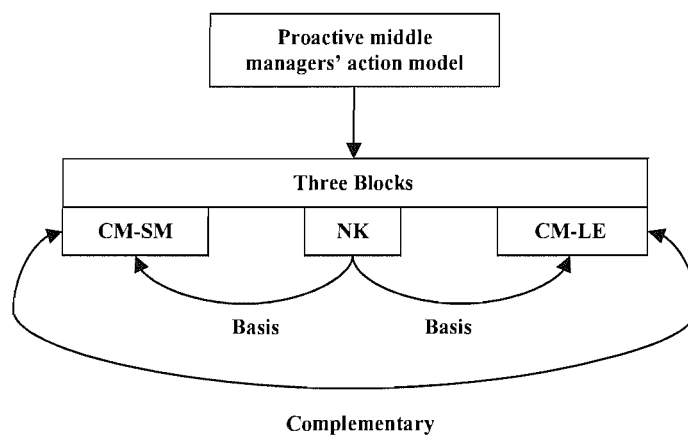 Proactive middle
managers' action model
Three Blocks
CM-SM NK CM-LE
Basis Basis
Complementary